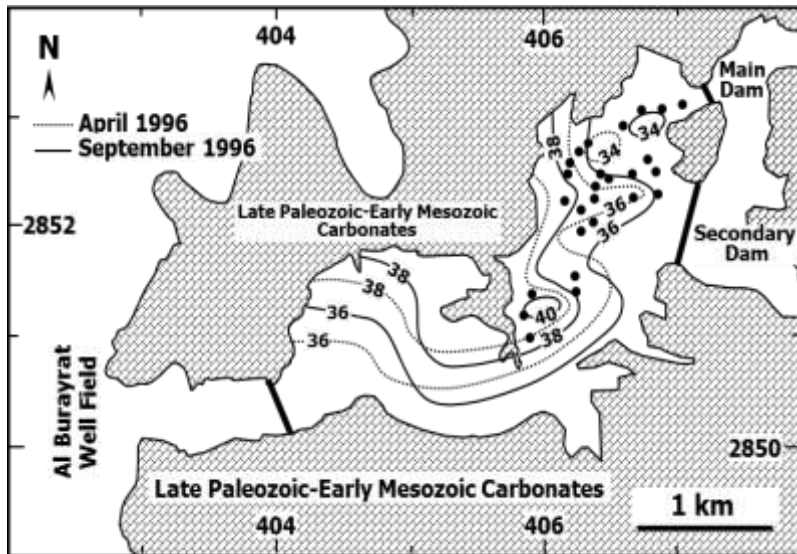 404
406
N
April 1996
September 1996
Main
Dam
34
34
38
36
36
Late Paleozoic-Early Mesozoic
Carbonates
2852
Secondary
Dam
38
38
36
36
40
38
Al Burayrat
Well Field
2850
Late Paleozoic-Early Mesozoic Carbonates
1 km
404
406